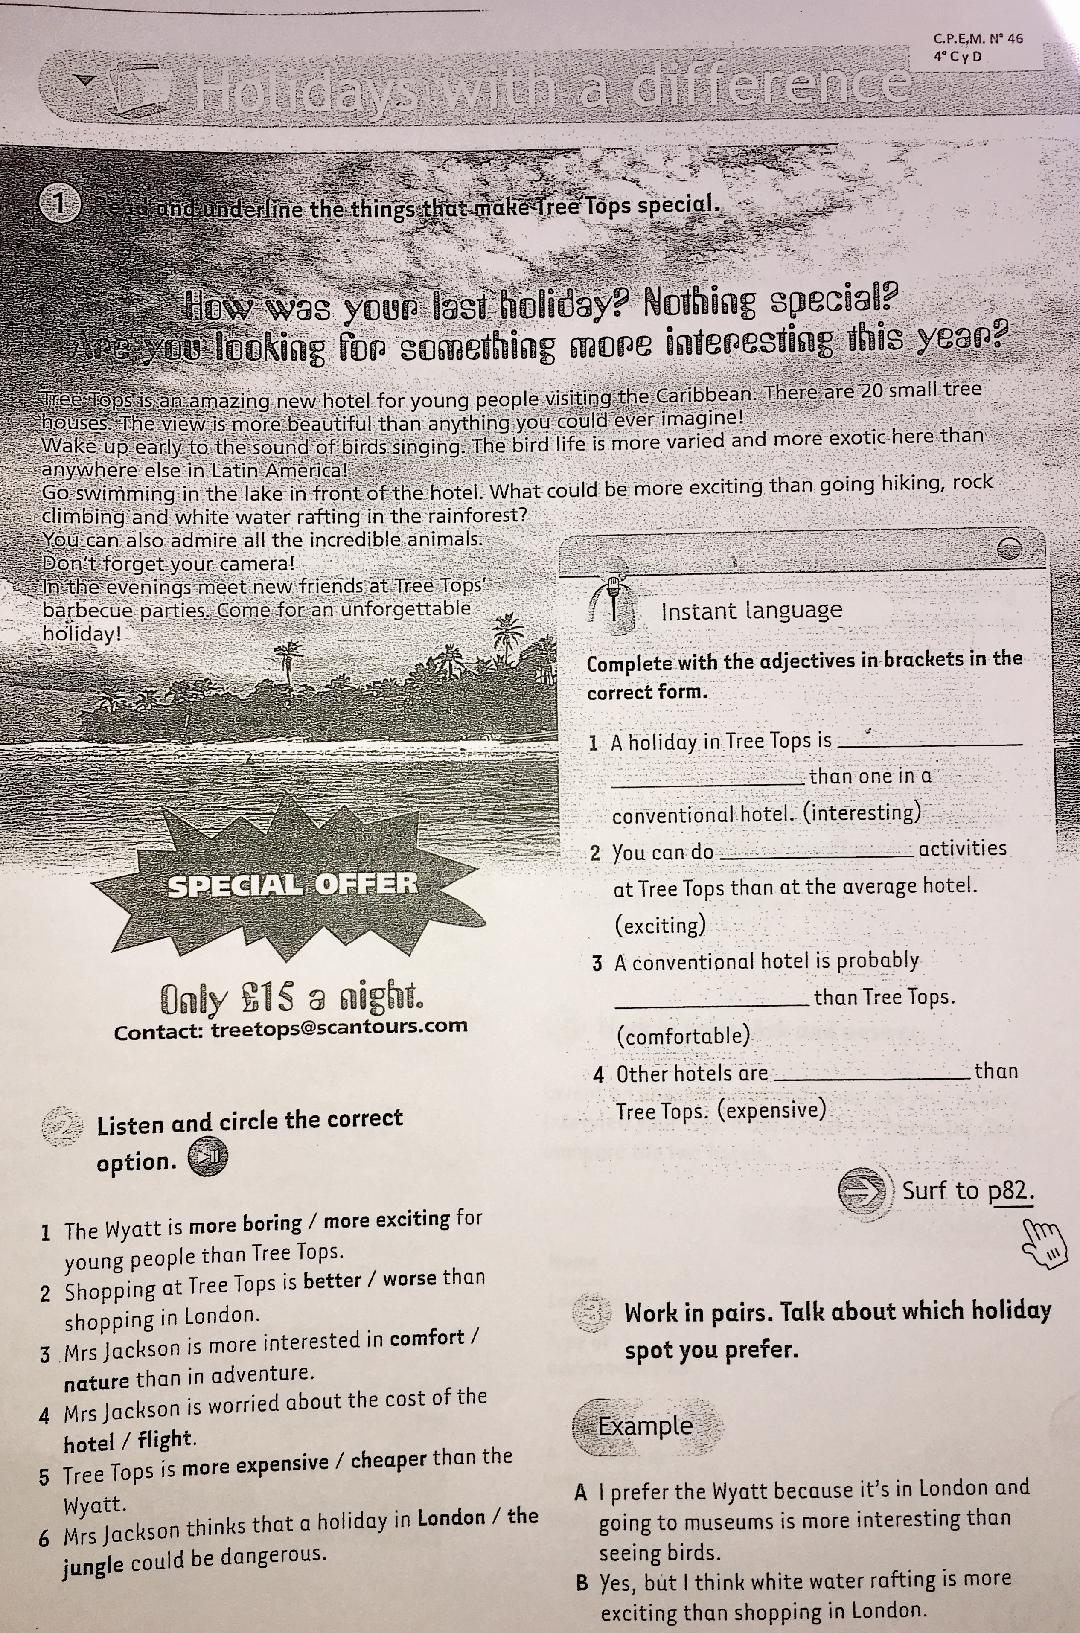 C.P.E.M. N° 46
4° C y D
Holidays with a difference
1 Read and underline the things that make Tree Tops special.
How was your last holiday? Nothing special?
Are you looking for something more interesting this year?
Tree Tops is an amazing new hotel for young people visiting the Caribbean. There are 20 small tree
houses. The view is more beautiful than anything you could ever imagine!
Wake up early to the sound of birds singing. The bird life is more varied and more exotic here than
anywhere else in Latin America!
Go swimming in the lake in front of the hotel. What could be more exciting than going hiking, rock
climbing and white water rafting in the rainforest?
You can also admire all the incredible animals.
Don't forget your camera!
In the evenings meet new friends at Tree Tops'
barbecue parties. Come for an unforgettable
holiday!
SPECIAL OFFER
Only £15 a night.
Contact: treetops@scantours.com
Instant language
Complete with the adjectives in brackets in the
correct form.
1 A holiday in Tree Tops is
than one in a
conventional hotel. (interesting)
2 You can do activities
at Tree Tops than at the average hotel.
(exciting)
3 A conventional hotel is probably
than Tree Tops.
(comfortable)
4 Other hotels are than
Tree Tops. (expensive)
Surf to p82.
2 Listen and circle the correct
option.
1 The Wyatt is more boring / more exciting for
young people than Tree Tops.
2 Shopping at Tree Tops is better / worse than
shopping in London.
3 Mrs Jackson is more interested in comfort /
nature than in adventure.
4 Mrs Jackson is worried about the cost of the
hotel / flight.
5 Tree Tops is more expensive / cheaper than the
Wyatt.
6 Mrs Jackson thinks that a holiday in London / the
jungle could be dangerous.
3 Work in pairs. Talk about which holiday
spot you prefer.
Example
A I prefer the Wyatt because it's in London and
going to museums is more interesting than
seeing birds.
B Yes, but I think white water rafting is more
exciting than shopping in London.